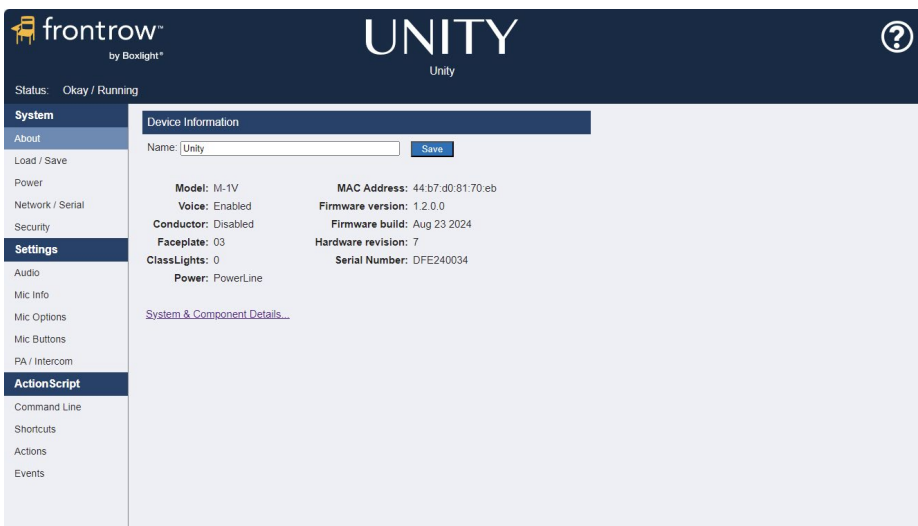 frontrow™
by Boxlight®
UNITY
Unity
?
Status: Okay / Running
System
About
Load / Save
Power
Network / Serial
Security
Settings
Audio
Mic Info
Mic Options
Mic Buttons
PA / Intercom
ActionScript
Command Line
Shortcuts
Actions
Events
Device Information
Name: Unity Save
Model: M-1V MAC Address: 44:b7:d0:81:70:eb
Voice: Enabled Firmware version: 1.2.0.0
Conductor: Disabled Firmware build: Aug 23 2024
Faceplate: 03 Hardware revision: 7
ClassLights: 0 Serial Number: DFE240034
Power: PowerLine
System & Component Details...